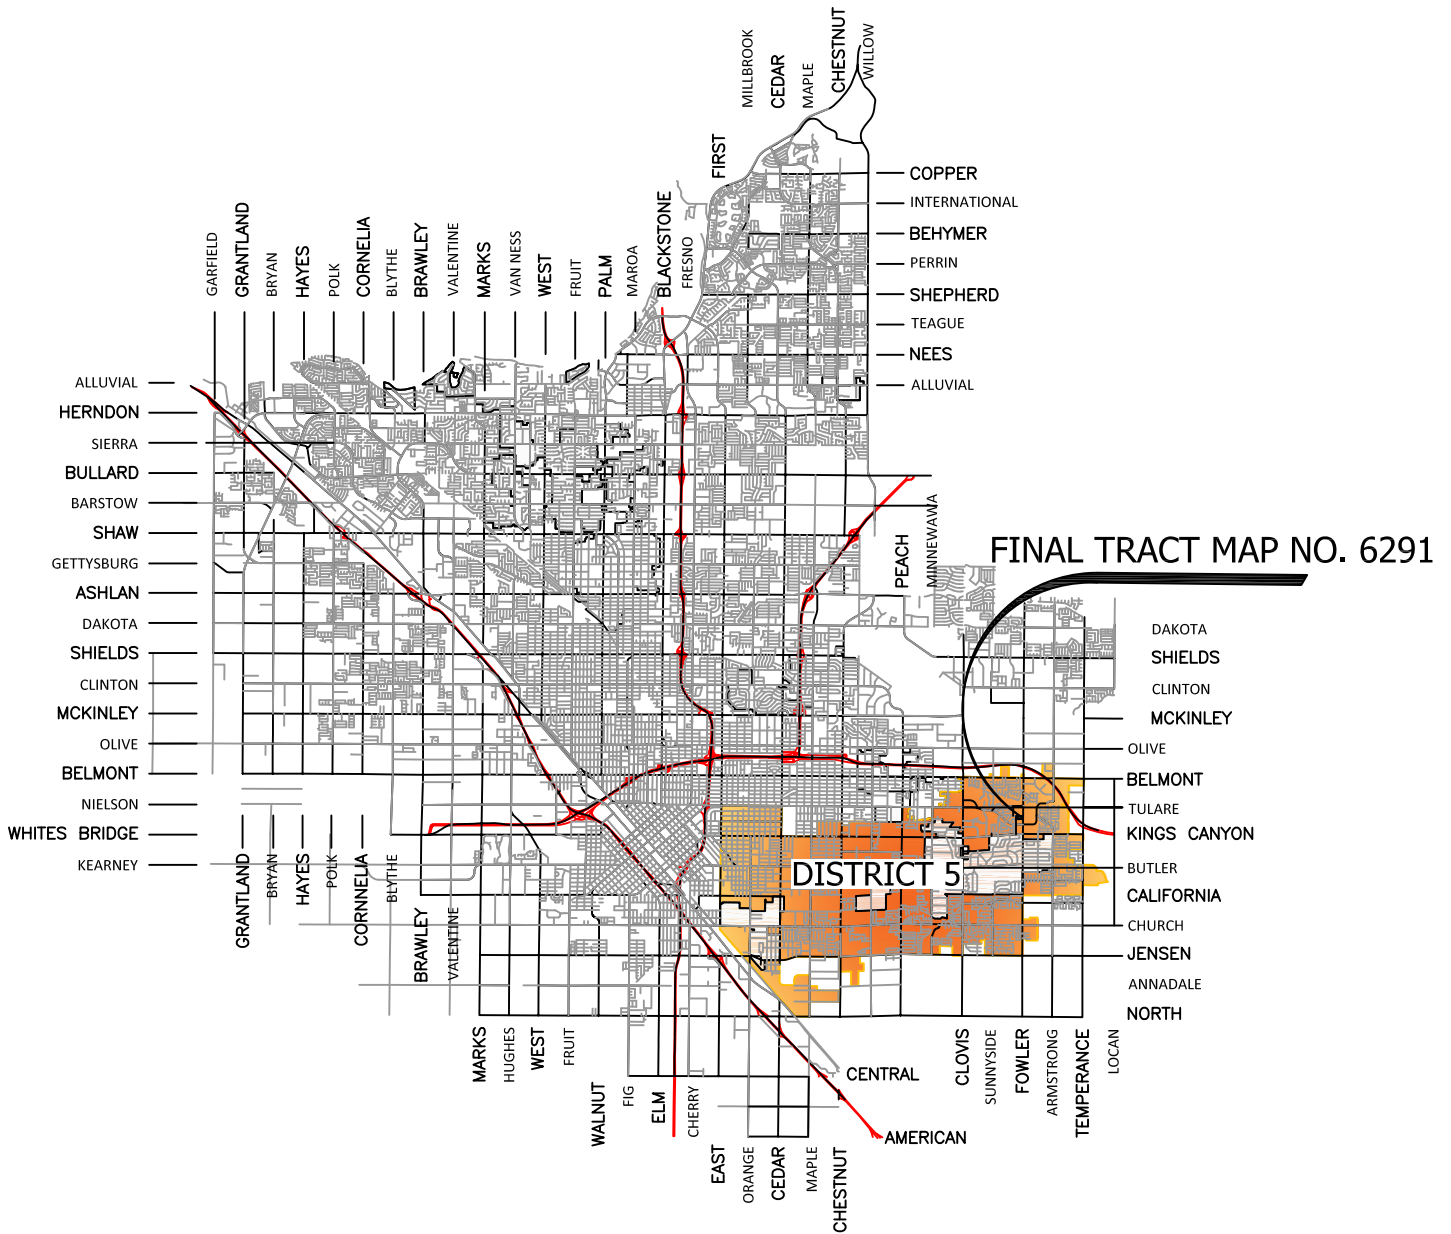 MILLBROOK
CEDAR
MAPLE
CHESTNUT
WILLOW
FIRST
COPPER
INTERNATIONAL
BEHYMER
PERRIN
SHEPHERD
TEAGUE
NEES
ALLUVIAL
GARFIELD
GRANTLAND
BRYAN
HAYES
POLK
CORNELIA
BLYTHE
BRAWLEY
VALENTINE
MARKS
VAN NESS
WEST
FRUIT
PALM
MAROA
BLACKSTONE
FRESNO
ALLUVIAL
HERNDON
SIERRA
BULLARD
BARSTOW
SHAW
GETTYSBURG
ASHLAN
DAKOTA
SHIELDS
CLINTON
MCKINLEY
OLIVE
BELMONT
NIELSON
WHITES BRIDGE
KEARNEY
PEACH
MINNEWAWA
FINAL TRACT MAP NO. 6291
DAKOTA
SHIELDS
CLINTON
MCKINLEY
OLIVE
BELMONT
TULARE
KINGS CANYON
BUTLER
CALIFORNIA
CHURCH
JENSEN
ANNADALE
NORTH
DISTRICT 5
GRANTLAND
BRYAN
HAYES
POLK
CORNNELIA
BLYTHE
BRAWLEY
VALENTINE
MARKS
HUGHES
WEST
FRUIT
WALNUT
FIG
ELM
CHERRY
EAST
ORANGE
CEDAR
MAPLE
CHESTNUT
CENTRAL
AMERICAN
CLOVIS
SUNNYSIDE
FOWLER
ARMSTRONG
TEMPERANCE
LOCAN